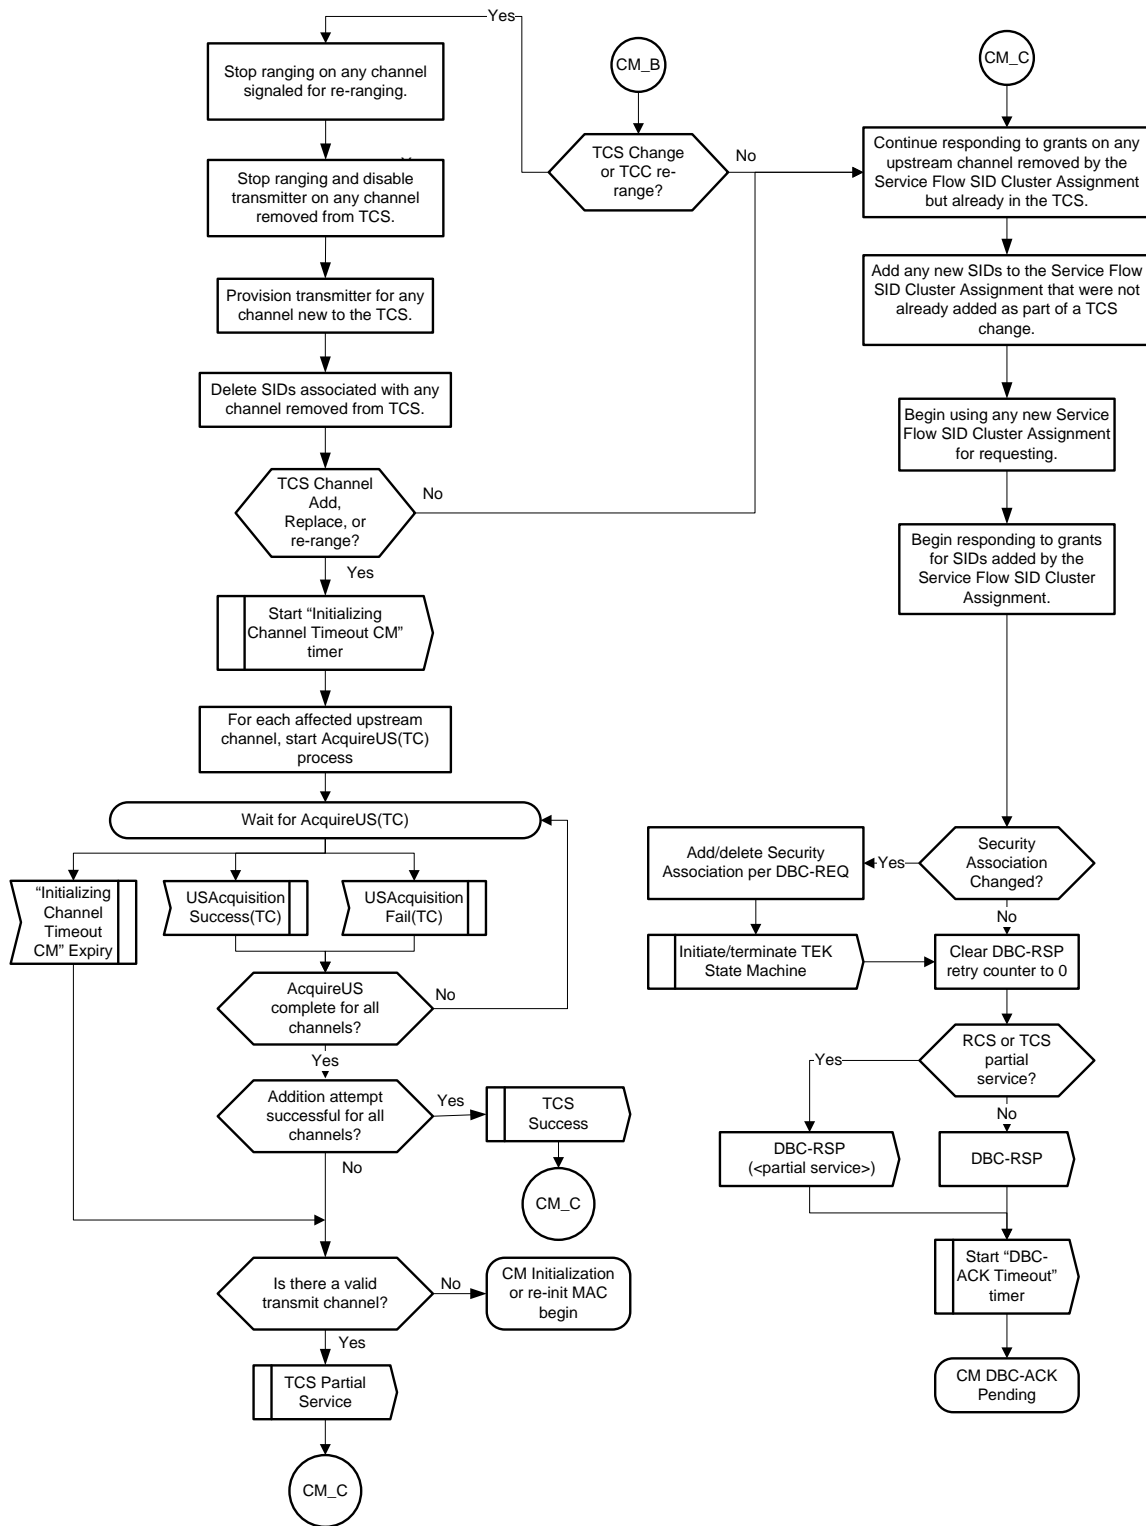 Yes
CM_B
CM_C
Stop ranging on any channel
signaled for re-ranging.
TCS Change
or TCC re-
range?
No
Continue responding to grants on any
upstream channel removed by the
Service Flow SID Cluster Assignment
but already in the TCS.
Stop ranging and disable
transmitter on any channel
removed from TCS.
Add any new SIDs to the Service Flow
SID Cluster Assignment that were not
already added as part of a TCS
change.
Provision transmitter for any
channel new to the TCS.
Delete SIDs associated with any
channel removed from TCS.
Begin using any new Service
Flow SID Cluster Assignment
for requesting.
TCS Channel
Add,
Replace, or
re-range?
No
Yes
Begin responding to grants
for SIDs added by the
Service Flow SID Cluster
Assignment.
Start “Initializing
Channel Timeout CM”
timer
For each affected upstream
channel, start AcquireUS(TC)
process
Wait for AcquireUS(TC)
“Initializing
Channel
Timeout
CM” Expiry
USAcquisition
Success(TC)
USAcquisition
Fail(TC)
Add/delete Security
Association per DBC-REQ
Yes
Security
Association
Changed?
No
Initiate/terminate TEK
State Machine
Clear DBC-RSP
retry counter to 0
AcquireUS
complete for all
channels?
No
Yes
RCS or TCS
partial
service?
Yes
No
Addition attempt
successful for all
channels?
Yes
No
TCS
Success
CM_C
DBC-RSP
(<partial service>)
DBC-RSP
Start “DBC-
ACK Timeout”
timer
Is there a valid
transmit channel?
No
Yes
CM Initialization
or re-init MAC
begin
CM DBC-ACK
Pending
TCS Partial
Service
CM_C